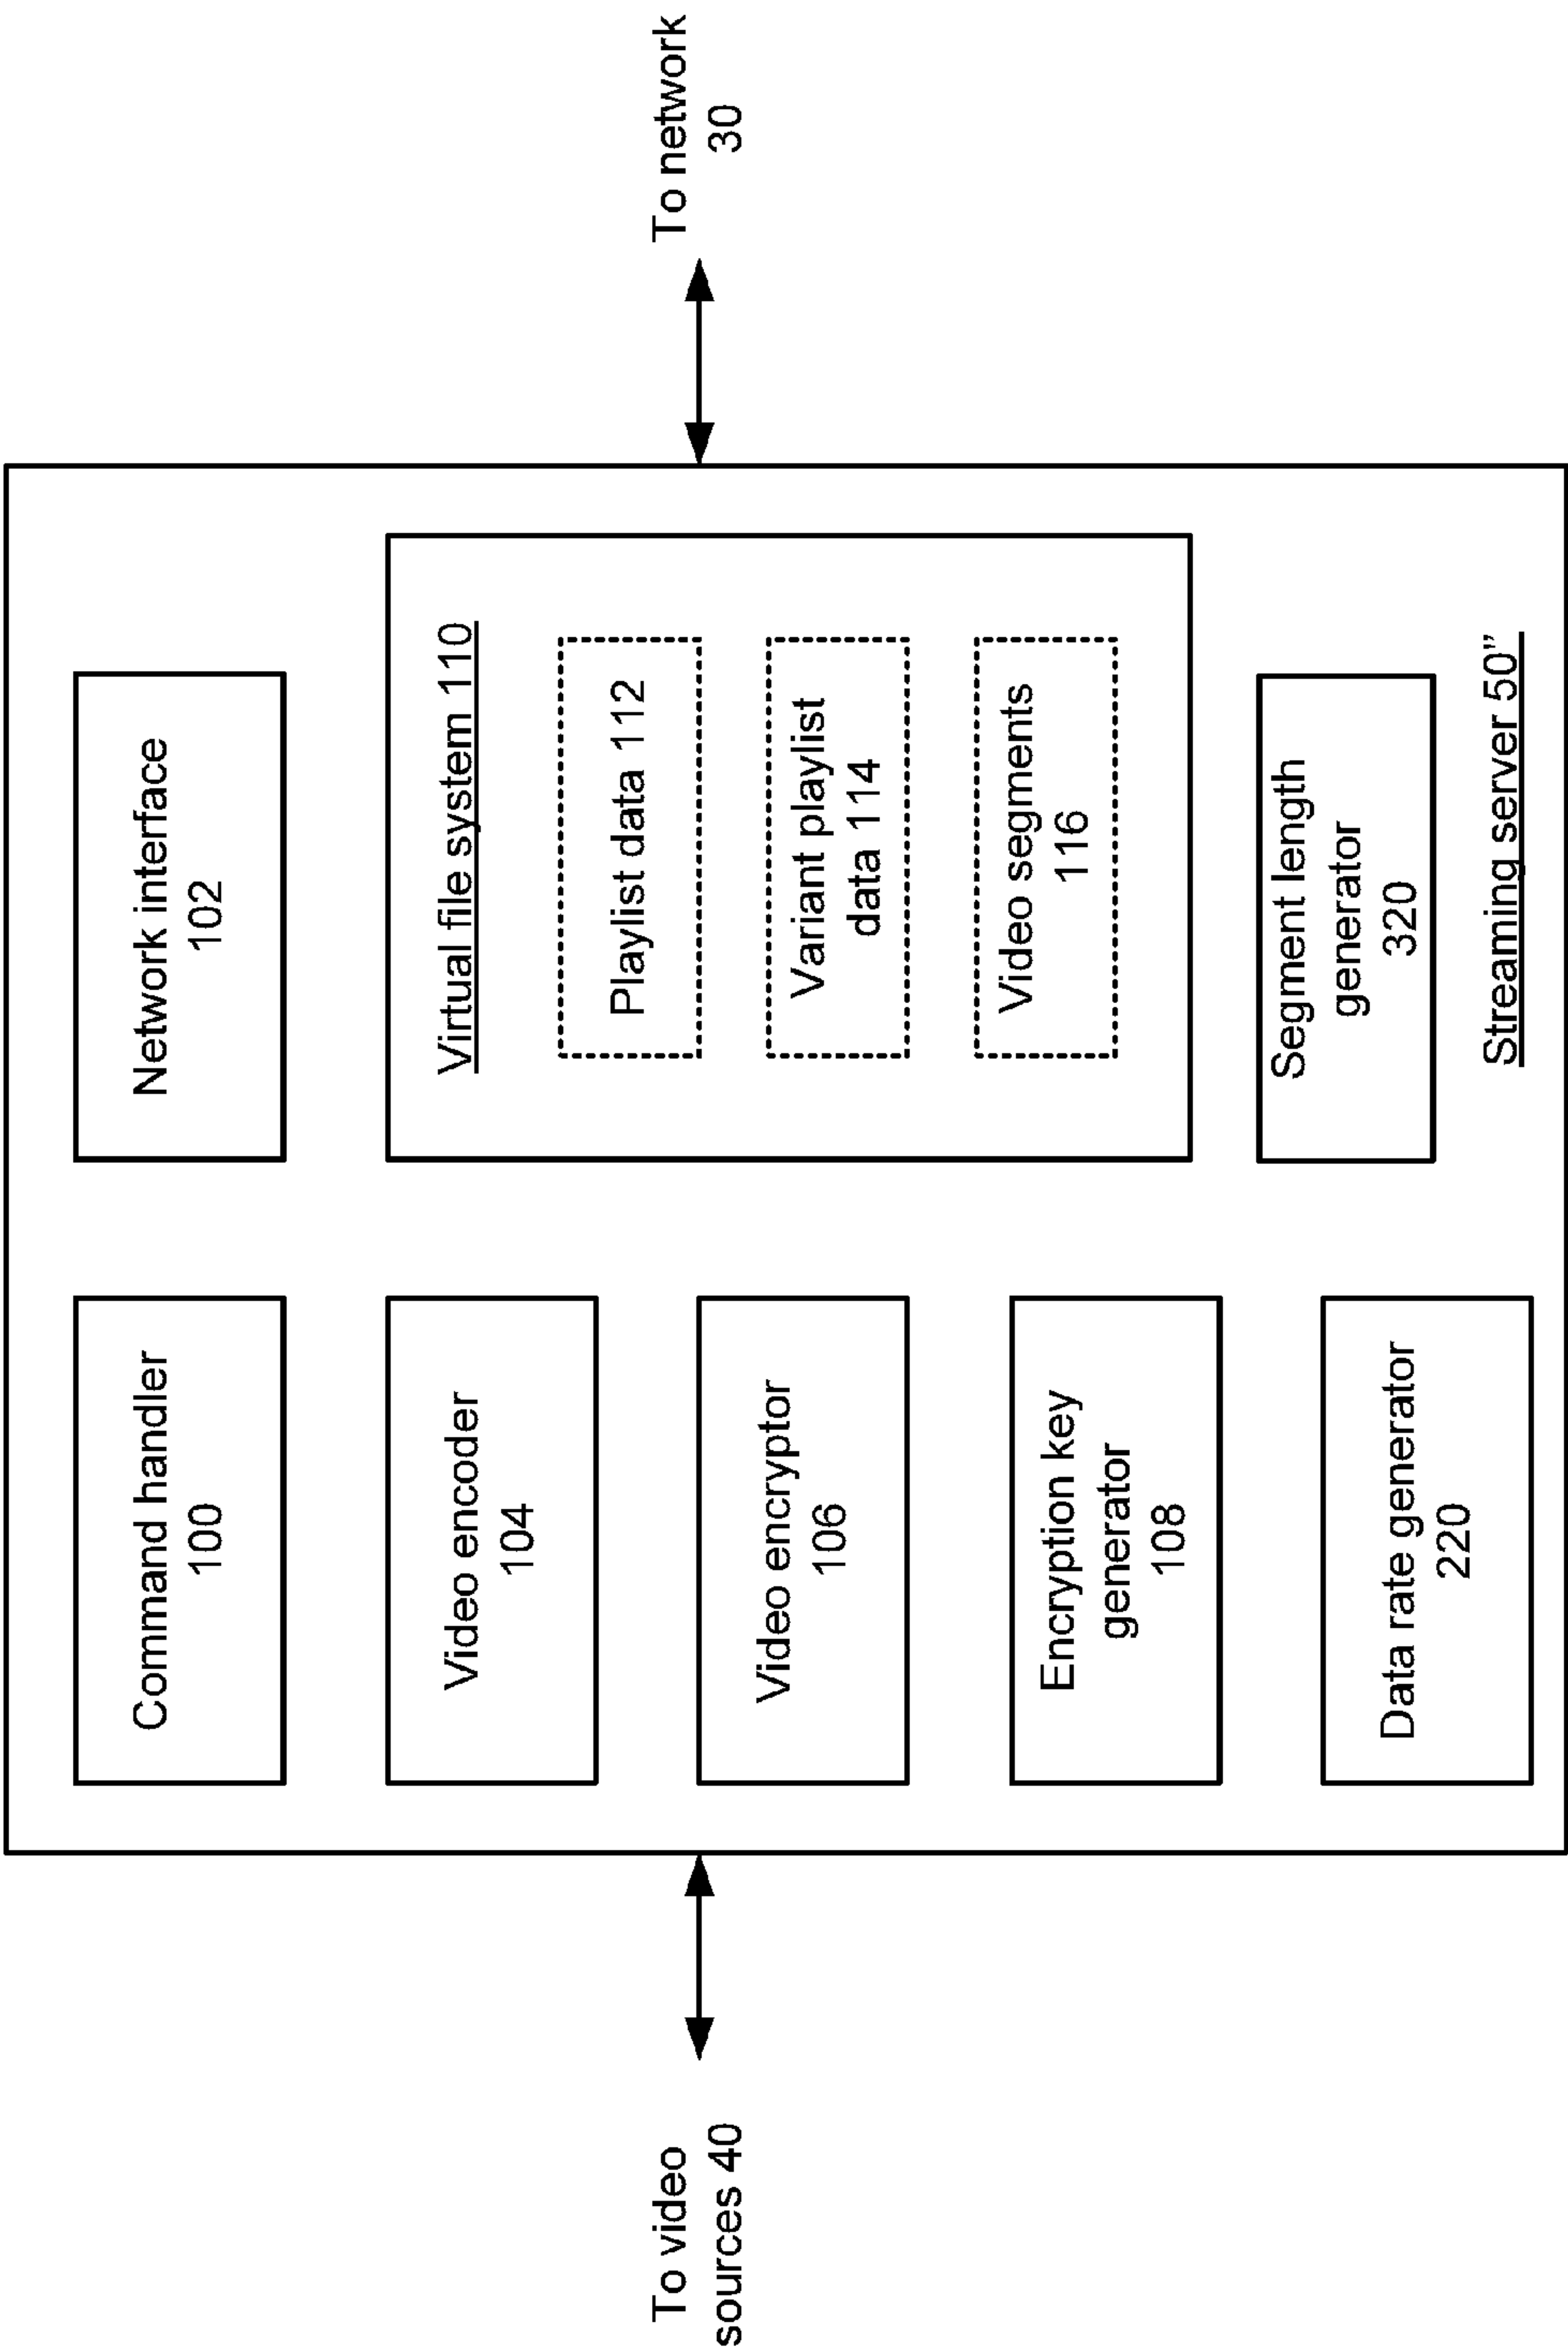 To video
sources 40
Command handler
100
Video encoder
104
Video encryptor
106
Encryption key
generator
108
Data rate generator
220
Network interface
102
Virtual file system 110
Playlist data 112
Variant playlist
data 114
Video segments
116
Segment length
generator
320
Streaming server 50”
To network
30